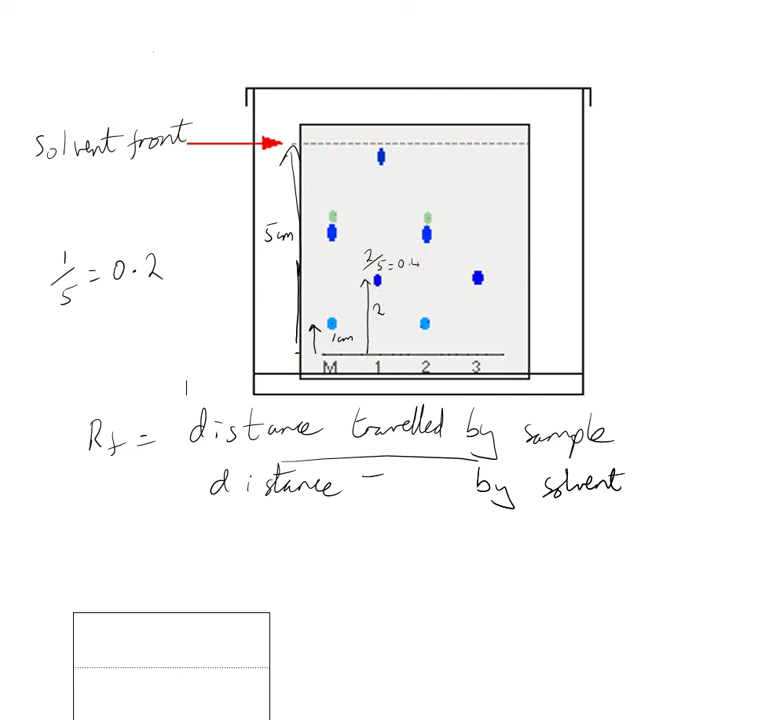 Solvent front
5cm
1/5 = 0.2
2/5=0.4
2
1cm
M 1 2 3
Rf = distance travelled by sample
distance – by solvent